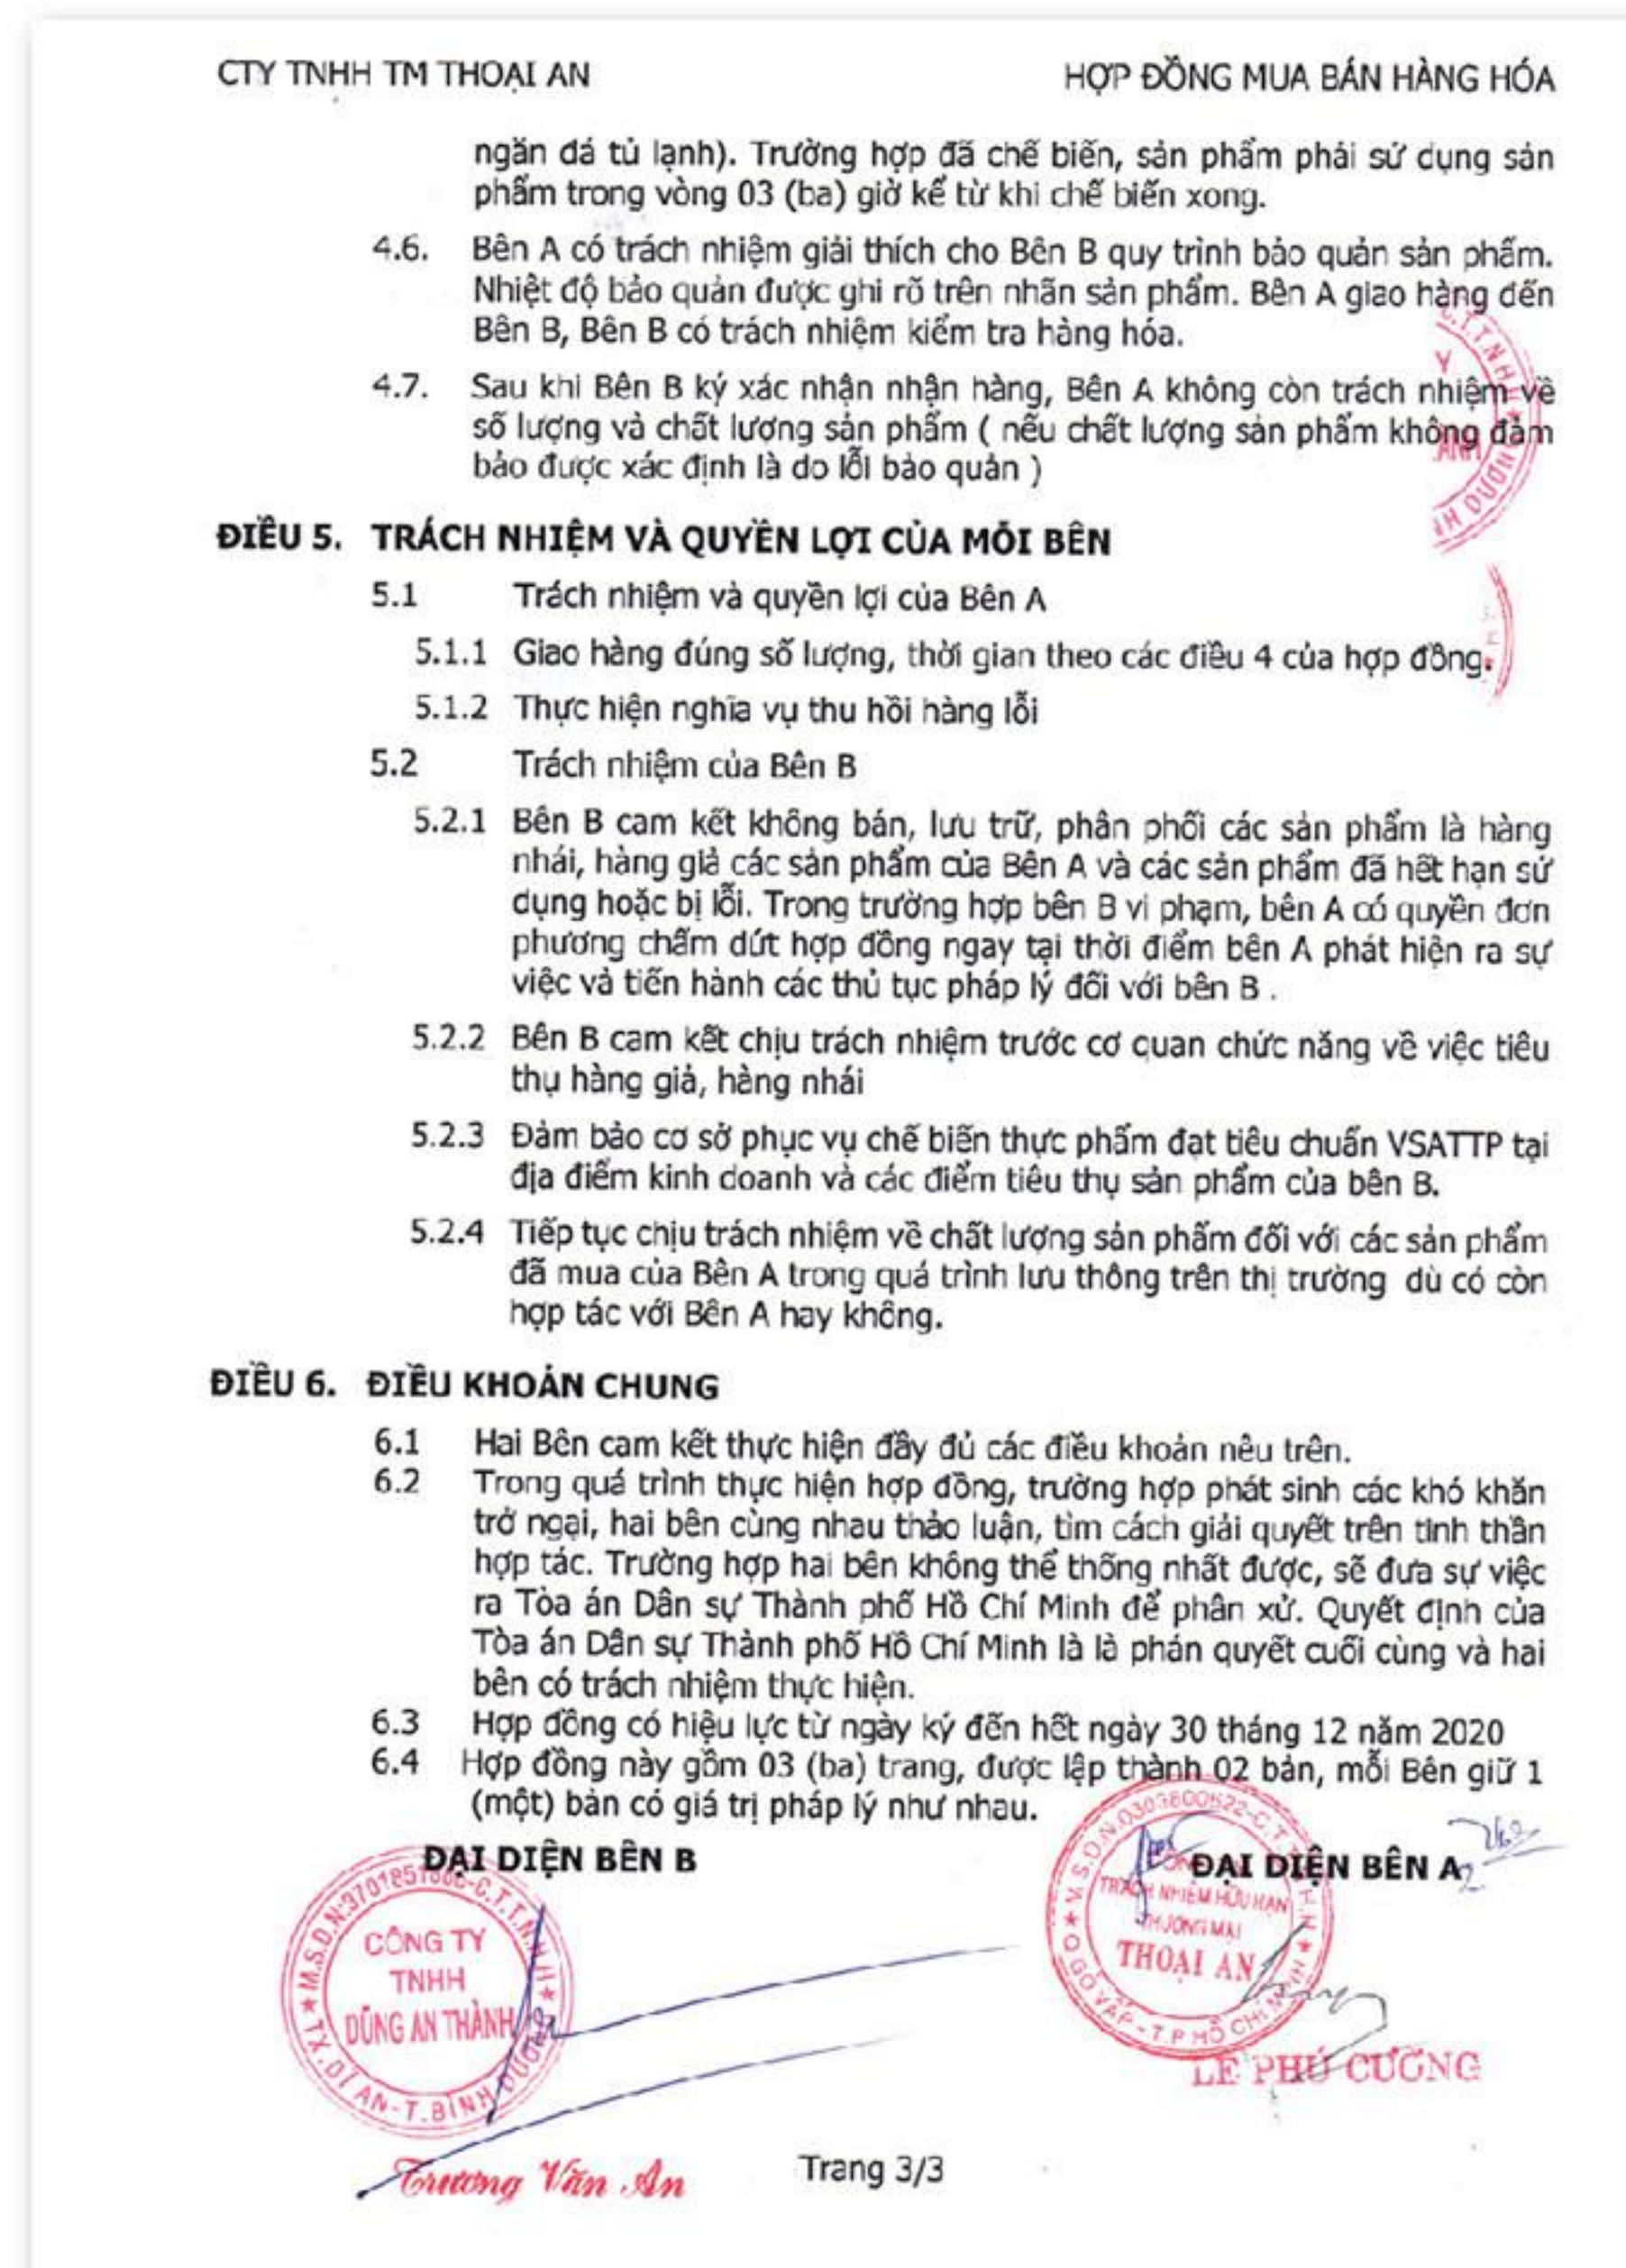 CTY TNHH TM THOẠI AN
HỢP ĐỒNG MUA BÁN HÀNG HÓA
ngăn đá tủ lạnh). Trường hợp đã chế biến, sản phẩm phải sử dụng sản
phẩm trong vòng 03 (ba) giờ kể từ khi chế biến xong.
4.6. Bên A có trách nhiệm giải thích cho Bên B quy trình bảo quản sản phẩm.
Nhiệt độ bảo quản được ghi rõ trên nhãn sản phẩm. Bên A giao hàng đến
Bên B, Bên B có trách nhiệm kiểm tra hàng hóa.
4.7. Sau khi Bên B ký xác nhận nhận hàng, Bên A không còn trách nhiệm về
số lượng và chất lượng sản phẩm ( nếu chất lượng sản phẩm không đảm
bảo được xác định là do lỗi bảo quản )
ĐIỀU 5. TRÁCH NHIỆM VÀ QUYỀN LỢI CỦA MỖI BÊN
5.1 Trách nhiệm và quyền lợi của Bên A
5.1.1 Giao hàng đúng số lượng, thời gian theo các điều 4 của hợp đồng.
5.1.2 Thực hiện nghĩa vụ thu hồi hàng lỗi
5.2 Trách nhiệm của Bên B
5.2.1 Bên B cam kết không bán, lưu trữ, phân phối các sản phẩm là hàng
nhái, hàng giả các sản phẩm của Bên A và các sản phẩm đã hết hạn sử
dụng hoặc bị lỗi. Trong trường hợp bên B vi phạm, bên A có quyền đơn
phương chấm dứt hợp đồng ngay tại thời điểm bên A phát hiện ra sự
việc và tiến hành các thủ tục pháp lý đối với bên B .
5.2.2 Bên B cam kết chịu trách nhiệm trước cơ quan chức năng về việc tiêu
thụ hàng giả, hàng nhái
5.2.3 Đảm bảo cơ sở phục vụ chế biến thực phẩm đạt tiêu chuẩn VSATTP tại
địa điểm kinh doanh và các điểm tiêu thụ sản phẩm của bên B.
5.2.4 Tiếp tục chịu trách nhiệm về chất lượng sản phẩm đối với các sản phẩm
đã mua của Bên A trong quá trình lưu thông trên thị trường dù có còn
hợp tác với Bên A hay không.
ĐIỀU 6. ĐIỀU KHOẢN CHUNG
6.1 Hai Bên cam kết thực hiện đầy đủ các điều khoản nêu trên.
6.2 Trong quá trình thực hiện hợp đồng, trường hợp phát sinh các khó khăn
trở ngại, hai bên cùng nhau thảo luận, tìm cách giải quyết trên tinh thần
hợp tác. Trường hợp hai bên không thể thống nhất được, sẽ đưa sự việc
ra Tòa án Dân sự Thành phố Hồ Chí Minh để phân xử. Quyết định của
Tòa án Dân sự Thành phố Hồ Chí Minh là là phán quyết cuối cùng và hai
bên có trách nhiệm thực hiện.
6.3 Hợp đồng có hiệu lực từ ngày ký đến hết ngày 30 tháng 12 năm 2020
6.4 Hợp đồng này gồm 03 (ba) trang, được lập thành 02 bản, mỗi Bên giữ 1
(một) bản có giá trị pháp lý như nhau.
ĐẠI DIỆN BÊN B
ĐẠI DIỆN BÊN A
CÔNG TY
TNHH
DŨNG AN THÀNH
TX.DĨ AN-T.BÌNH DƯƠNG
TRÁCH NHIỆM HỮU HẠN
THƯƠNG MẠI
THOẠI AN
Q GÒ VẤP-T.P HỒ CHÍ MINH
LÊ PHÚ CƯỜNG
Trương Văn An
Trang 3/3